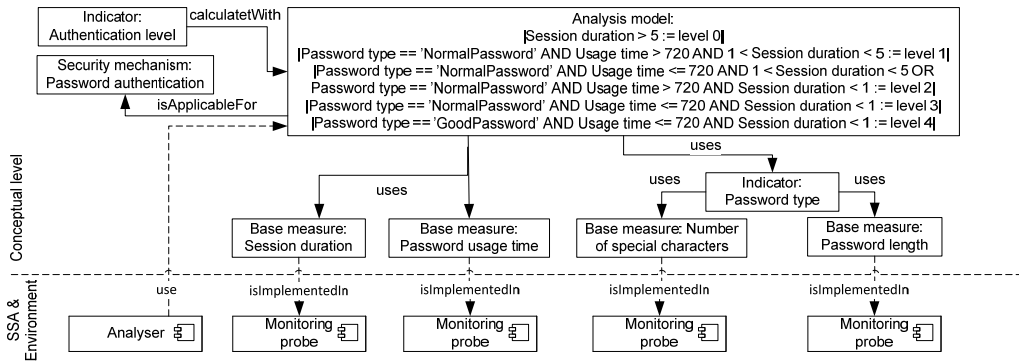 Indicator:
Authentication level
calculatetWith
Security mechanism:
Password authentication
isApplicableFor
Analysis model:
|Session duration > 5 := level 0|
|Password type == 'NormalPassword' AND Usage time > 720 AND 1 < Session duration < 5 := level 1|
|Password type == 'NormalPassword' AND Usage time <= 720 AND 1 < Session duration < 5 OR
Password type == 'NormalPassword' AND Usage time > 720 AND Session duration < 1 := level 2|
|Password type == 'NormalPassword' AND Usage time <= 720 AND Session duration < 1 := level 3|
|Password type == 'GoodPassword' AND Usage time <= 720 AND Session duration < 1 := level 4|
uses
uses
Indicator:
Password type
uses
uses
Base measure:
Session duration
Base measure:
Password usage time
Base measure: Number
of special characters
Base measure:
Password length
Conceptual level
SSA &
Environment
use
isImplementedIn
isImplementedIn
isImplementedIn
isImplementedIn
Analyser
Monitoring
probe
Monitoring
probe
Monitoring
probe
Monitoring
probe